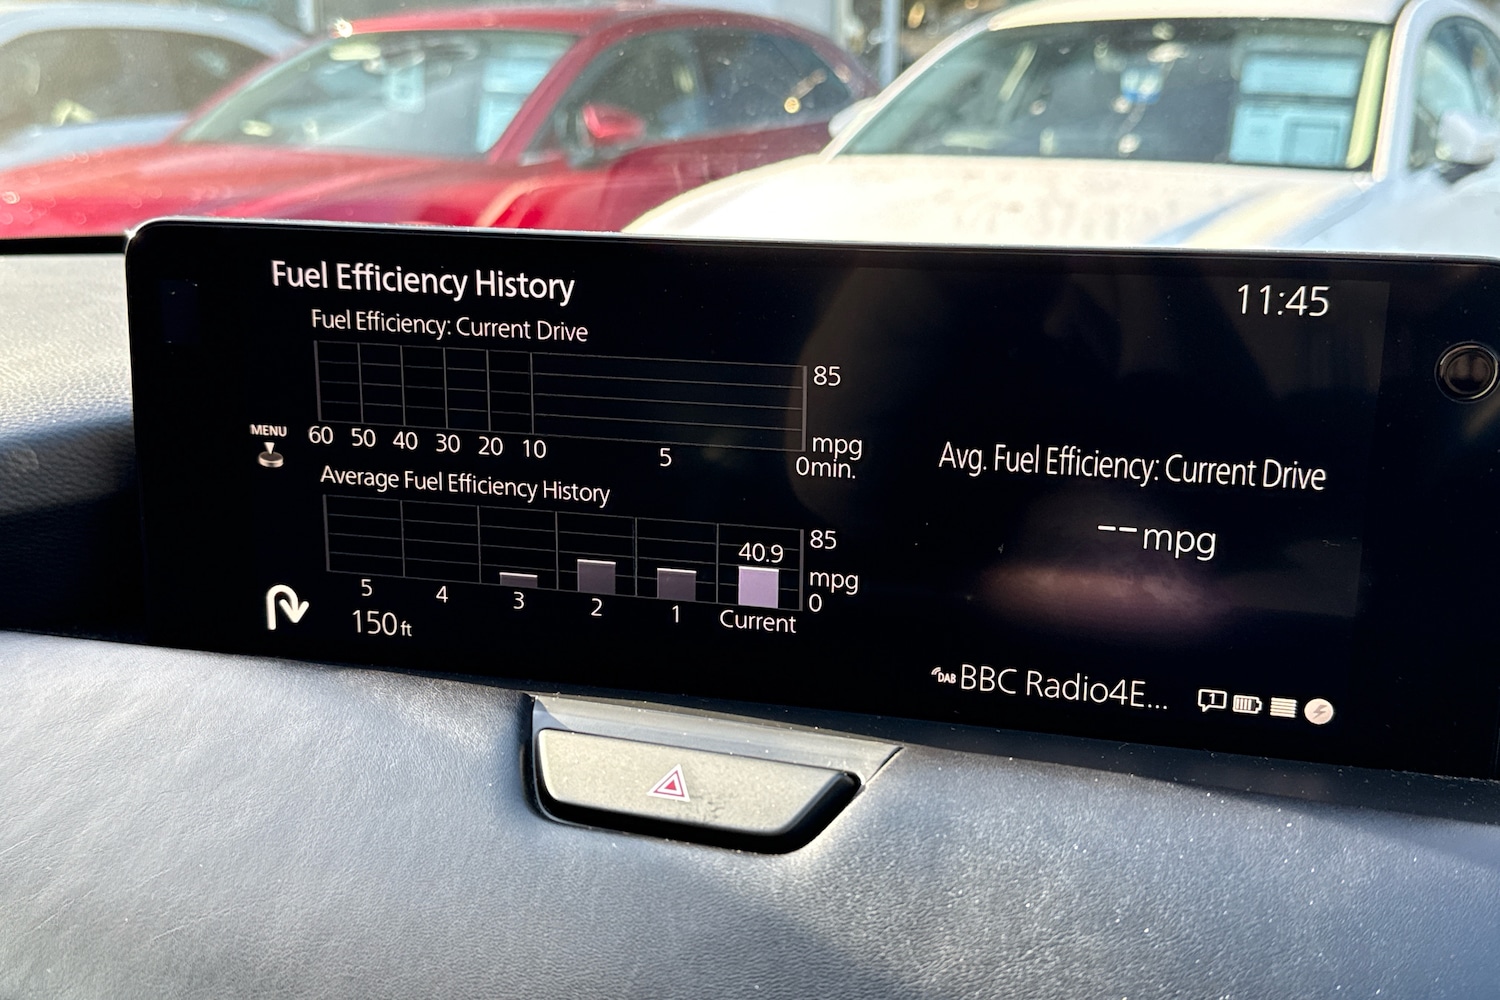 Fuel Efficiency History
11:45
Fuel Efficiency: Current Drive
85
MENU
60 50 40 30 20 10 5
mpg
0min.
Avg. Fuel Efficiency: Current Drive
--mpg
Average Fuel Efficiency History
85
40.9
mpg
0
5 4 3 2 1 Current
150ft
DAB BBC Radio4E...
1